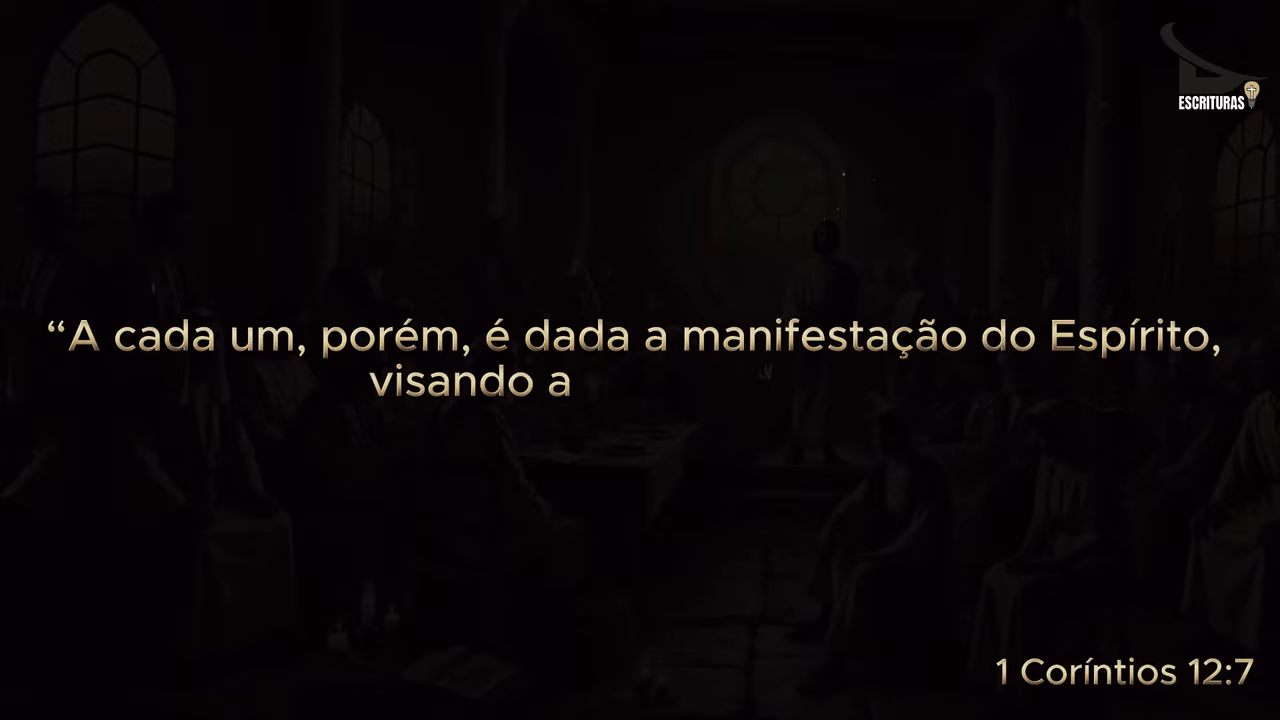 ESCRITURAS
“A cada um, porém, é dada a manifestação do Espírito,
visando a
1 Coríntios 12:7